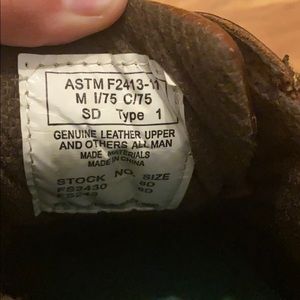 ASTM F2413-11
M I/75 C/75
SD Type 1
GENUINE LEATHER UPPER
AND OTHERS ALL MAN
MADE MATERIALS
MADE IN CHINA
STOCK NO. SIZE